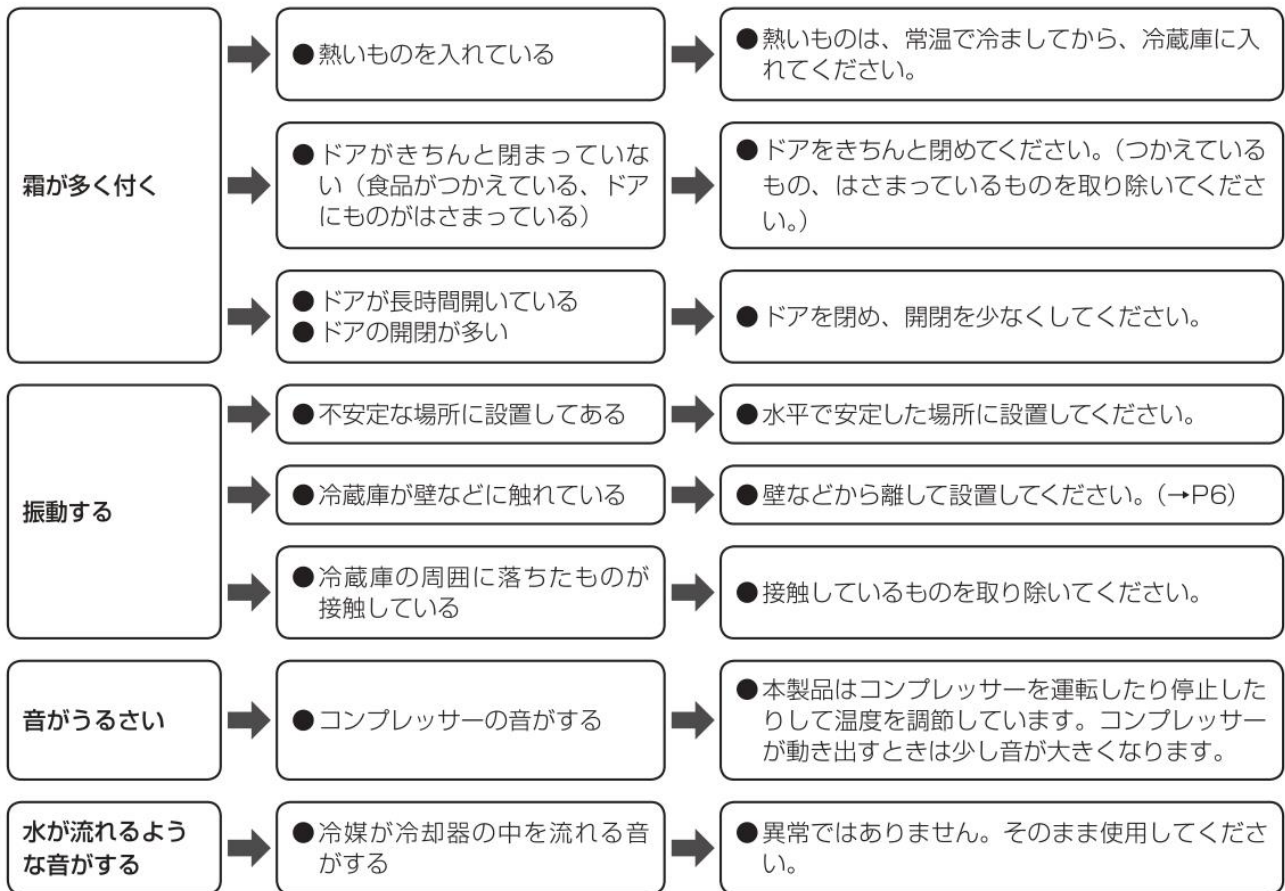 霜が多く付く
●熱いものを入れている
●熱いものは、常温で冷ましてから、冷蔵庫に入
れてください。
●ドアがきちんと閉まっていな
い(食品がつかえている、ドア
にものがはさまっている)
●ドアをきちんと閉めてください。(つかえている
もの、はさまっているものを取り除いてくださ
い。)
●ドアが長時間開いている
●ドアの開閉が多い
●ドアを閉め、開閉を少なくしてください。
振動する
●不安定な場所に設置してある
●水平で安定した場所に設置してください。
●冷蔵庫が壁などに触れている
●壁などから離して設置してください。(→P6)
●冷蔵庫の周囲に落ちたものが
接触している
●接触しているものを取り除いてください。
音がうるさい
●コンプレッサーの音がする
●本製品はコンプレッサーを運転したり停止した
りして温度を調節しています。コンプレッサー
が動き出すときは少し音が大きくなります。
水が流れるよう
な音がする
●冷媒が冷却器の中を流れる音
がする
●異常ではありません。そのまま使用してくださ
い。